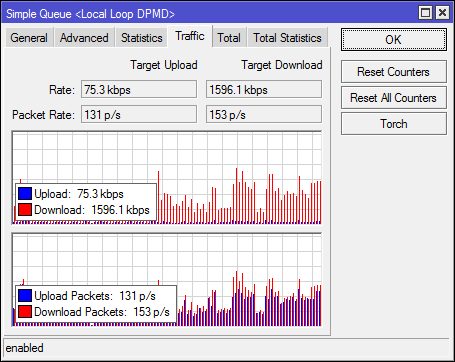 Simple Queue <Local Loop DPMD>
General Advanced Statistics Traffic Total Total Statistics
OK
Reset Counters
Reset All Counters
Torch
Target Upload Target Download
Rate: 75.3 kbps 1596.1 kbps
Packet Rate: 131 p/s 153 p/s
Upload: 75.3 kbps
Download: 1596.1 kbps
Upload Packets: 131 p/s
Download Packets: 153 p/s
enabled